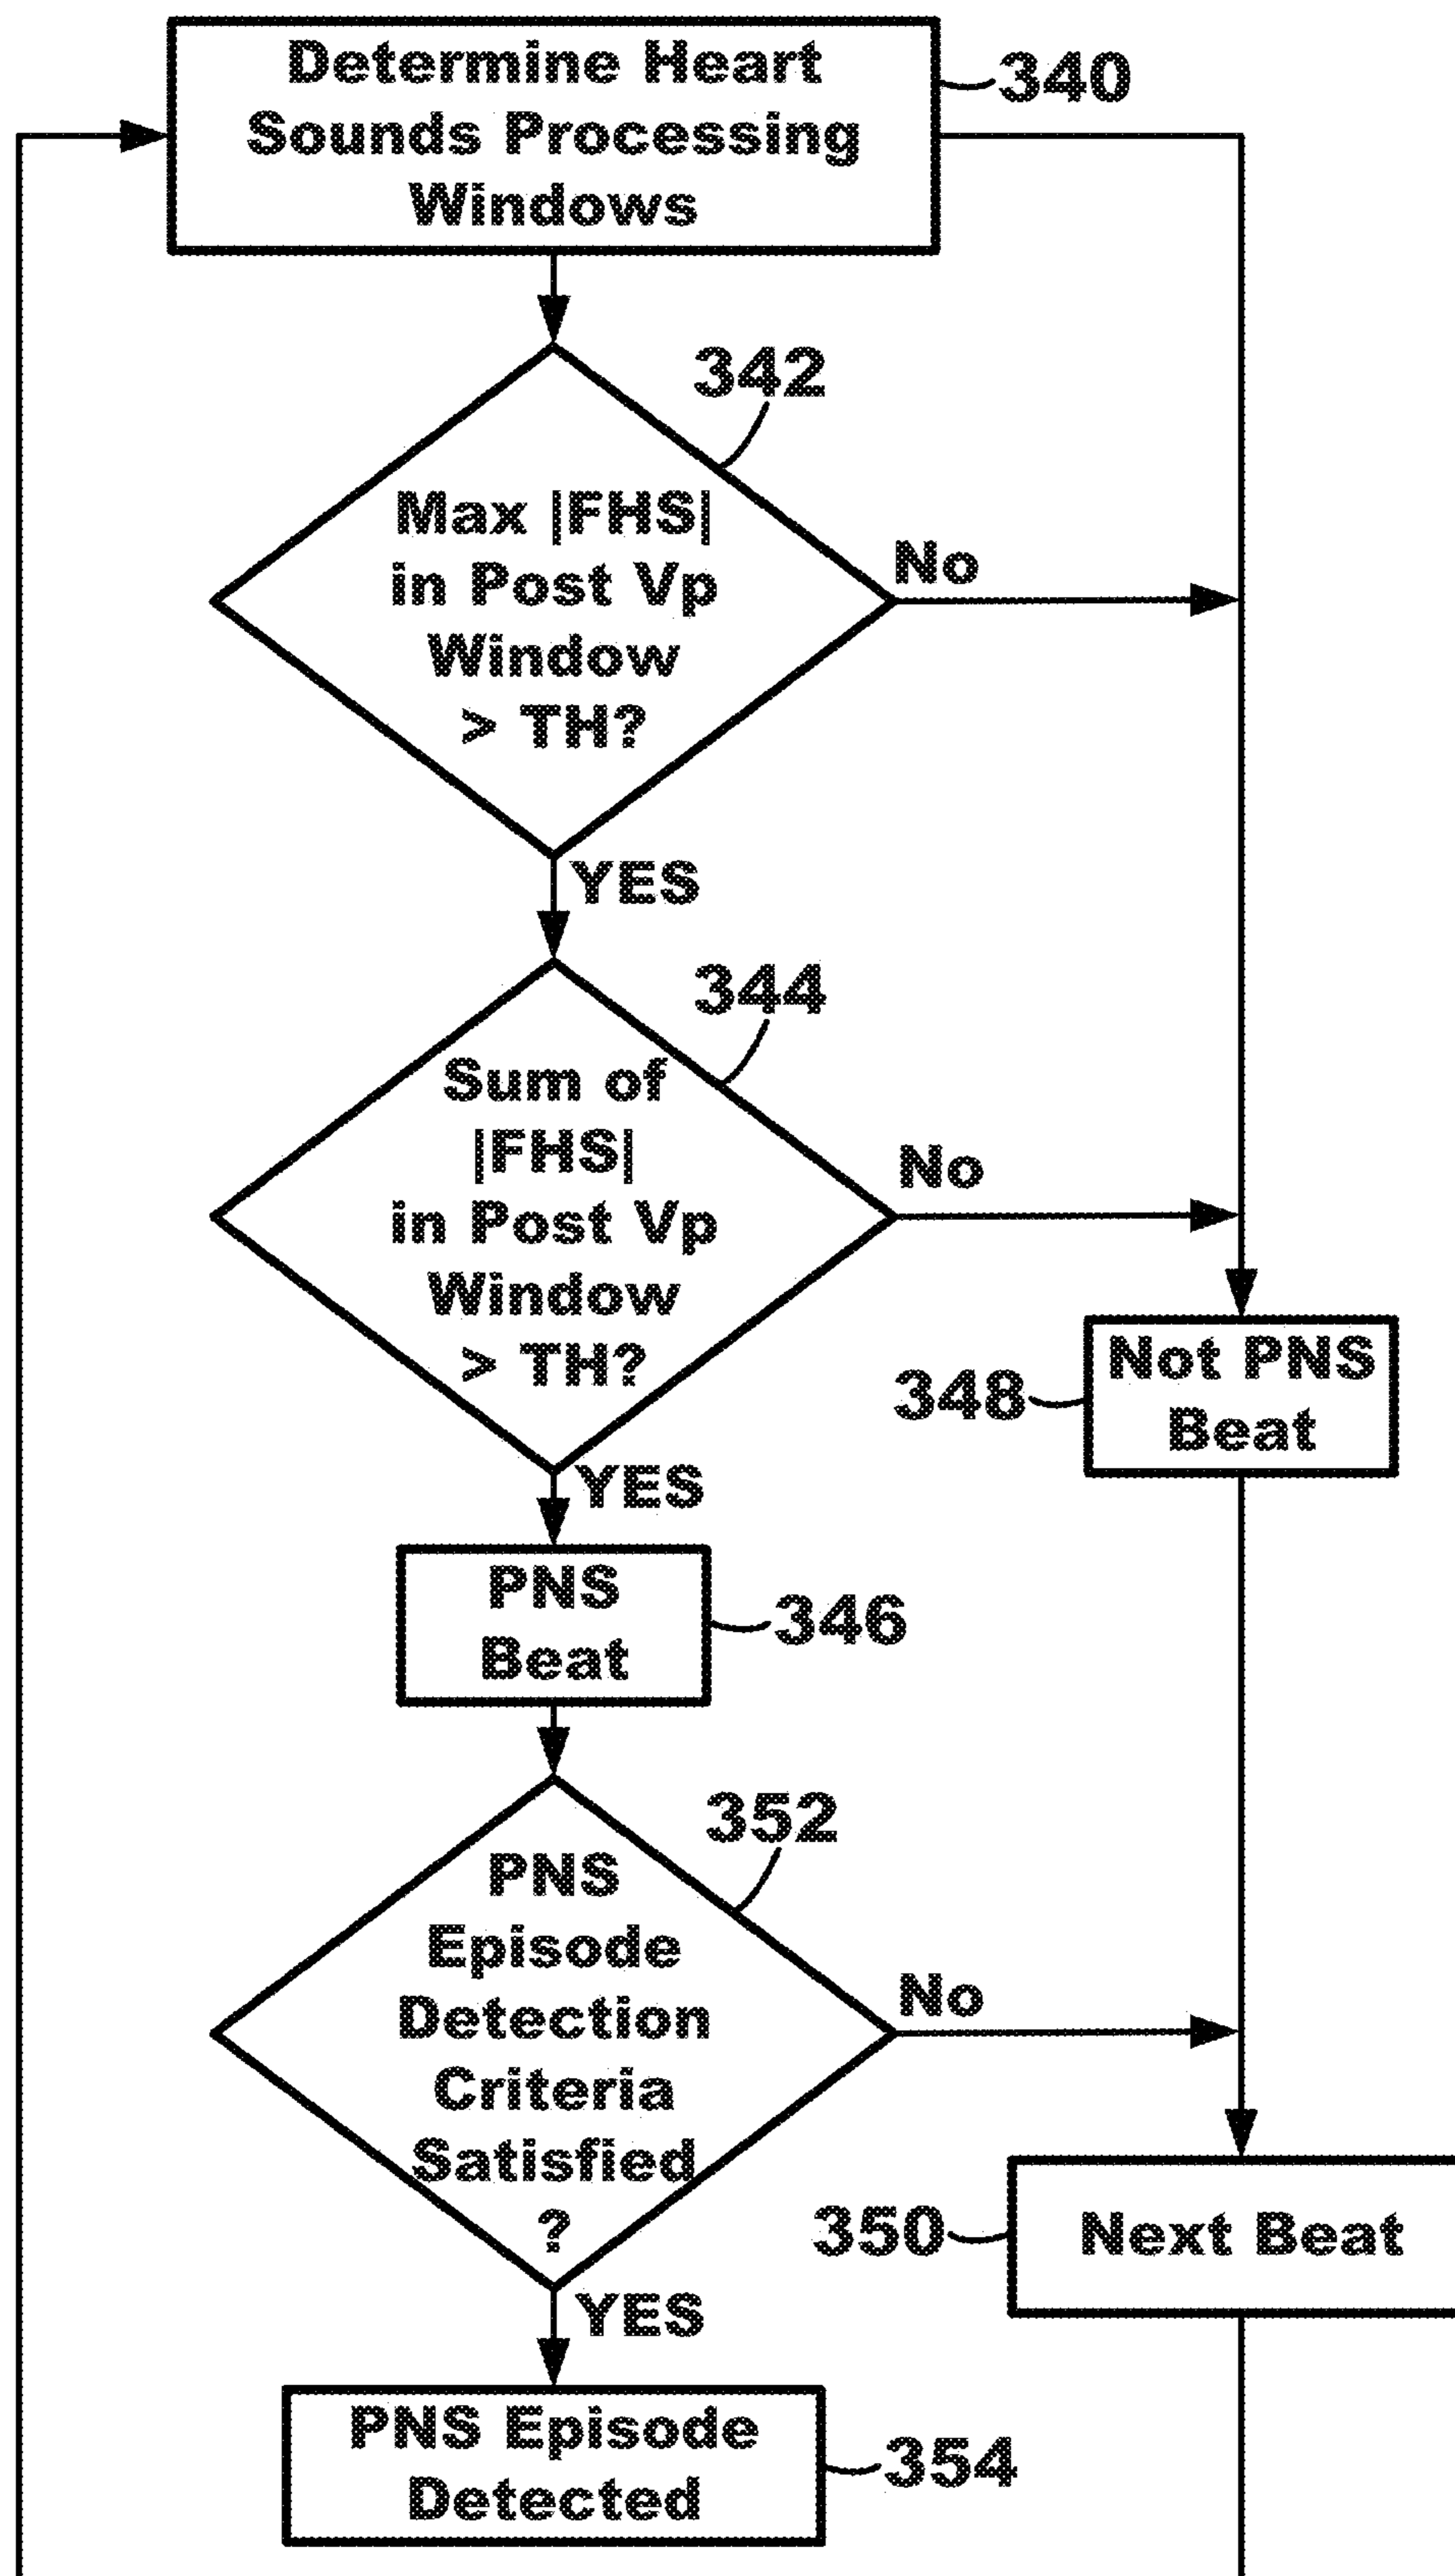 Determine Heart
Sounds Processing
Windows
340
342
Max |FHS|
in Post Vp
Window
> TH?
No
YES
344
Sum of
|FHS|
in Post Vp
Window
> TH?
No
YES
348
Not PNS
Beat
PNS
Beat
346
352
PNS
Episode
Detection
Criteria
Satisfied
?
No
YES
350
Next Beat
PNS Episode
Detected
354